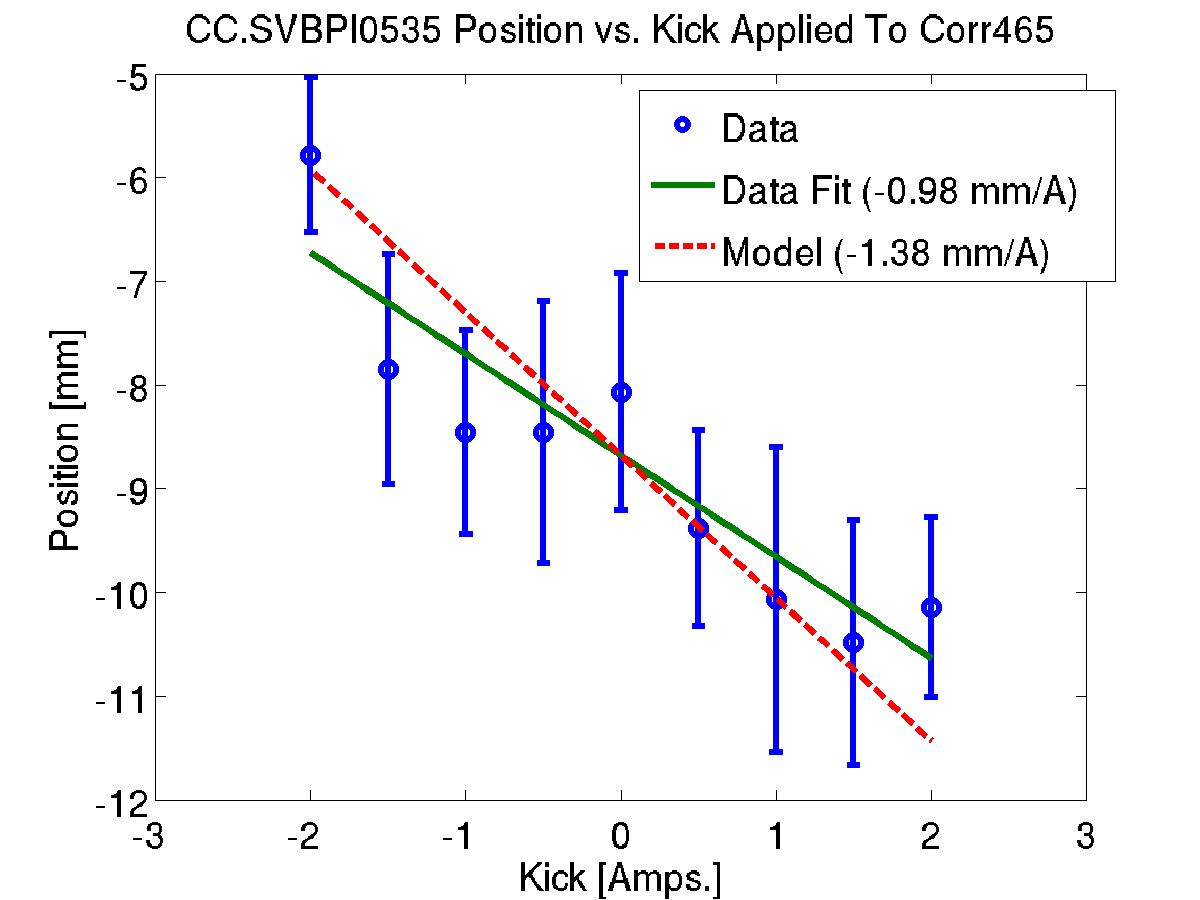 CC.SVBPI0535 Position vs. Kick Applied To Corr465
Data
Data Fit (-0.98 mm/A)
Model (-1.38 mm/A)
Position [mm]
-5
-6
-7
-8
-9
-10
-11
-12
-3
-2
-1
0
1
2
3
Kick [Amps.]